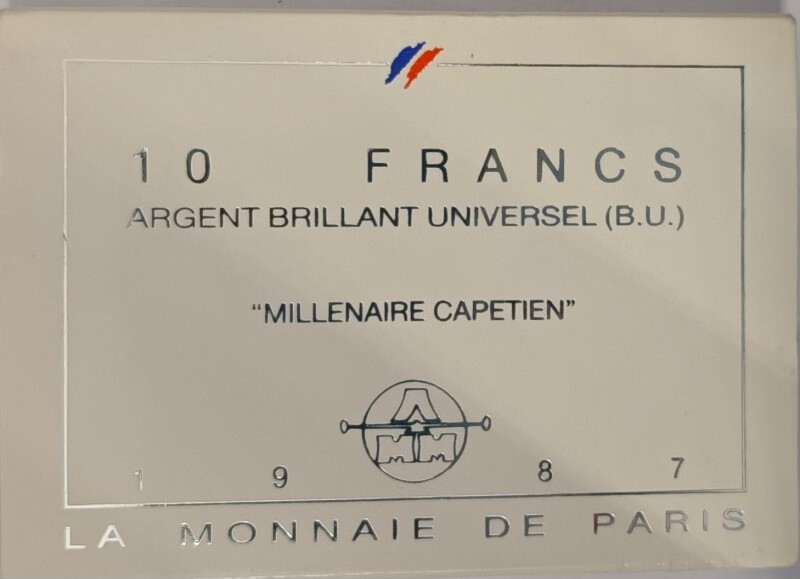 10 FRANCS
ARGENT BRILLANT UNIVERSEL (B.U.)
"MILLENAIRE CAPETIEN"
1 9 8 7
LA MONNAIE DE PARIS